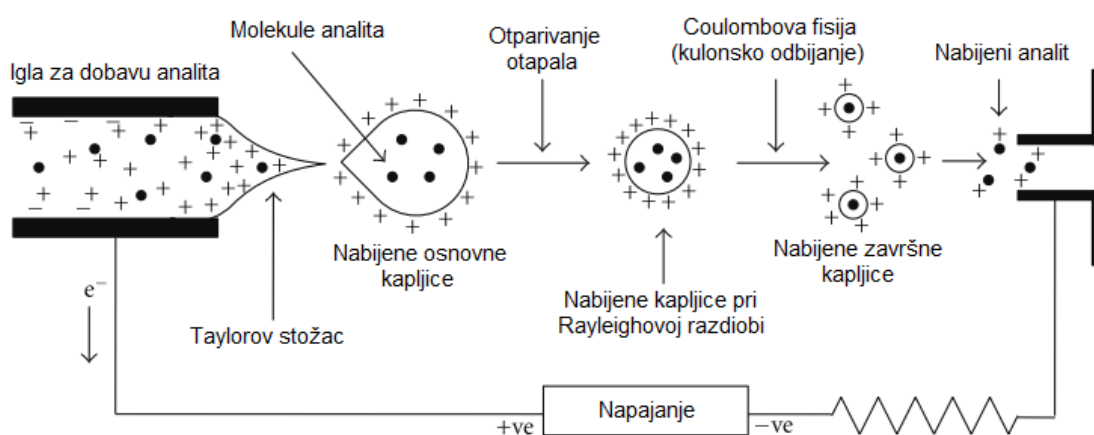 Igla za dobavu analita
Molekule analita
Otparivanje
otapala
Coulombova fisija
(kulonsko odbijanje)
Nabijeni analit
Nabijene osnovne
kapljice
Nabijene završne
kapljice
Nabijene kapljice pri
Rayleighovoj razdiobi
Taylorov stožac
e⁻
+ve
Napajanje
−ve